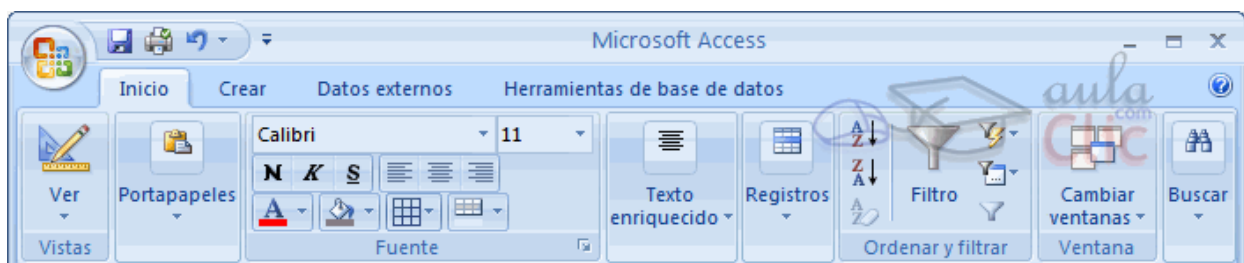 Microsoft Access
Inicio Crear Datos externos Herramientas de base de datos
aula
Clic
.com
Calibri 11
N K S
A
Ver
Portapapeles
Texto
enriquecido
Registros
A
Z
Z
A
A
Z
Filtro
Cambiar
ventanas
Buscar
Vistas
Fuente
Ordenar y filtrar
Ventana